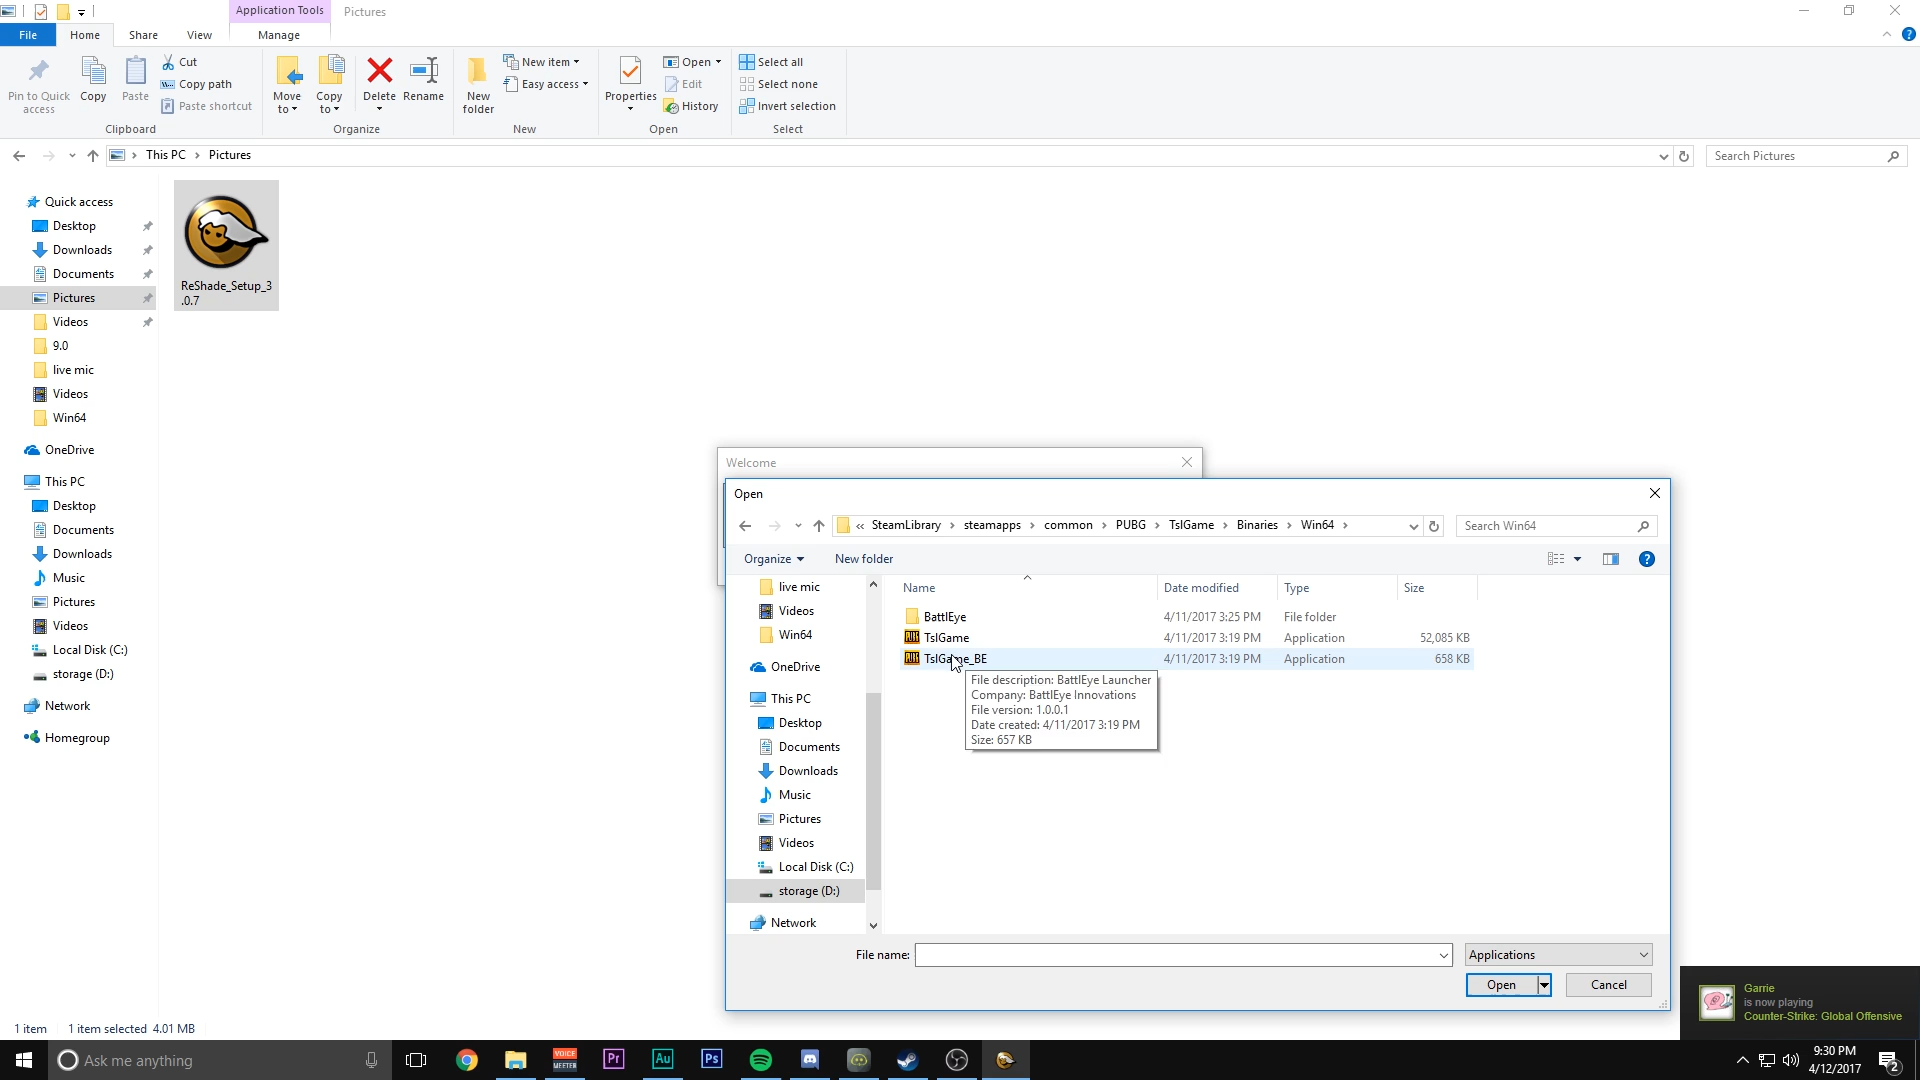 Application Tools
Pictures
File
Home
Share
View
Manage
Pin to Quick
access
Copy
Paste
Cut
Copy path
Paste shortcut
Clipboard
Move
to
Copy
to
Delete
Rename
Organize
New
folder
New item
Easy access
New
Properties
Open
Edit
History
Open
Select all
Select none
Invert selection
Select
This PC
Pictures
Search Pictures
Quick access
Desktop
Downloads
Documents
Pictures
Videos
9.0
live mic
Videos
Win64
OneDrive
This PC
Desktop
Documents
Downloads
Music
Pictures
Videos
Local Disk (C:)
storage (D:)
Network
Homegroup
ReShade_Setup_3
.0.7
Welcome
Open
« SteamLibrary
steamapps
common
PUBG
TslGame
Binaries
Win64
Search Win64
Organize
New folder
live mic
Videos
Win64
OneDrive
This PC
Desktop
Documents
Downloads
Music
Pictures
Videos
Local Disk (C:)
storage (D:)
Network
Name
Date modified
Type
Size
BattlEye
4/11/2017 3:25 PM
File folder
TslGame
4/11/2017 3:19 PM
Application
52,085 KB
TslGame_BE
4/11/2017 3:19 PM
Application
658 KB
File description: BattlEye Launcher
Company: BattlEye Innovations
File version: 1.0.0.1
Date created: 4/11/2017 3:19 PM
Size: 657 KB
File name:
Applications
Open
Cancel
Garrie
is now playing
Counter-Strike: Global Offensive
1 item
1 item selected 4.01 MB
Ask me anything
VOICE
MEETER
Pr
Au
Ps
9:30 PM
4/12/2017
2